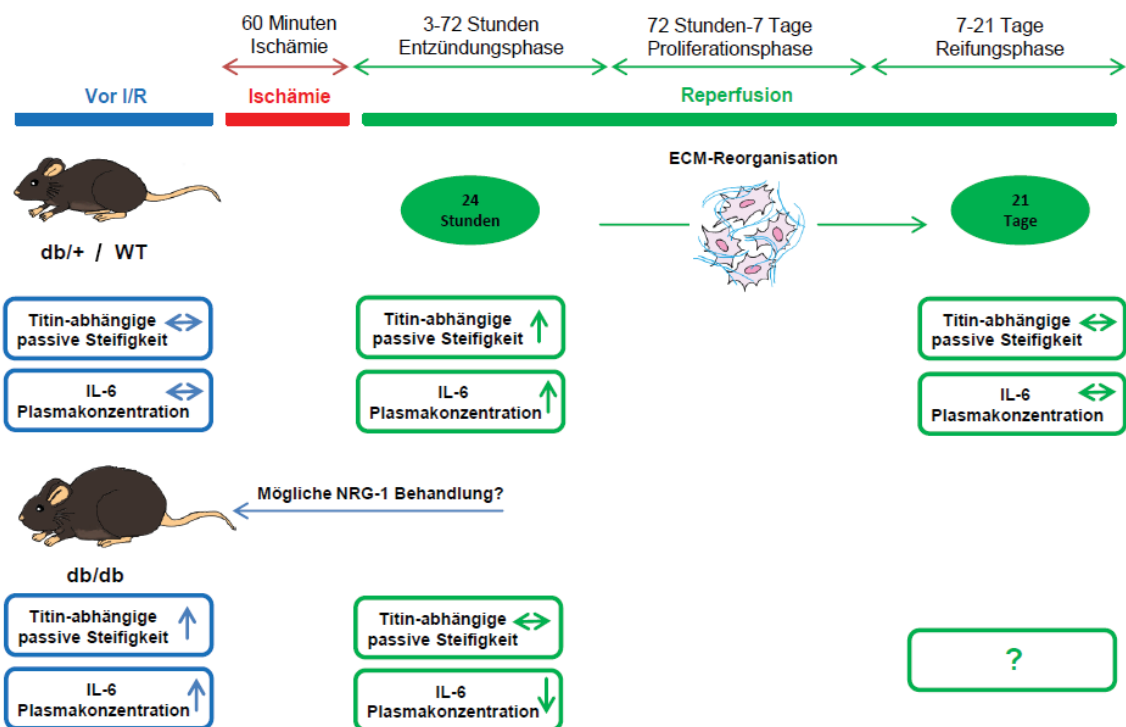 60 Minuten
Ischämie
3-72 Stunden
Entzündungsphase
72 Stunden-7 Tage
Proliferationsphase
7-21 Tage
Reifungsphase
Vor I/R
Ischämie
Reperfusion
ECM-Reorganisation
24
Stunden
21
Tage
db/+ / WT
Titin-abhängige
passive Steifigkeit
Titin-abhängige
passive Steifigkeit
Titin-abhängige
passive Steifigkeit
IL-6
Plasmakonzentration
IL-6
Plasmakonzentration
IL-6
Plasmakonzentration
Mögliche NRG-1 Behandlung?
db/db
Titin-abhängige
passive Steifigkeit
Titin-abhängige
passive Steifigkeit
?
IL-6
Plasmakonzentration
IL-6
Plasmakonzentration